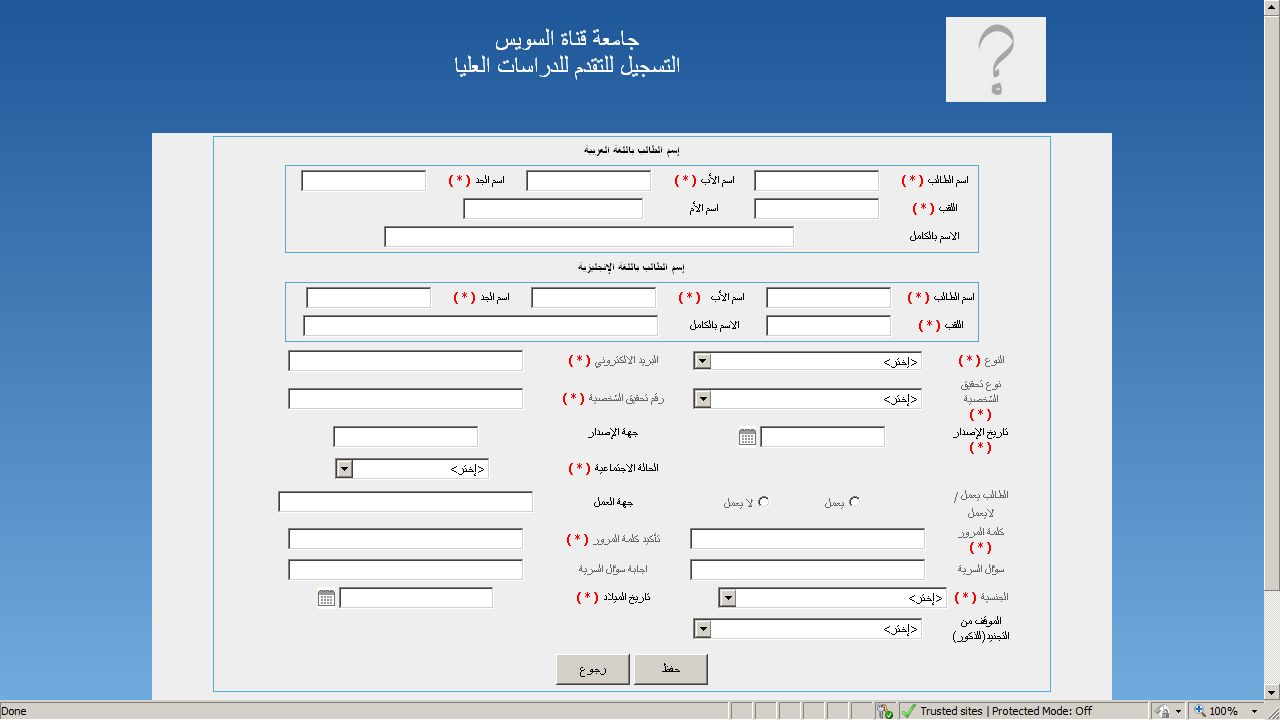 جامعة قناة السويس
التسجيل للتقدم للدراسات العليا
إسم الطالب باللغة العربية
اسم الطالب (*) اسم الأب (*) اسم الجد (*)
اللقب (*) اسم الأم
الاسم بالكامل
إسم الطالب باللغة الإنجليزية
اسم الطالب (*) اسم الأب (*) اسم الجد (*)
اللقب (*) الاسم بالكامل
النوع (*) <إختر> البريد الالكتروني (*)
نوع تحقيق
الشخصية
(*)
<إختر> رقم تحقيق الشخصية (*)
تاريخ الإصدار
(*)
جهة الإصدار
الحالة الاجتماعية (*) <إختر>
الطالب يعمل /
لايعمل
يعمل لا يعمل جهة العمل
كلمة المرور
(*)
تأكيد كلمة المرور (*)
سؤال السرية اجابة سؤال السرية
الجنسية (*) <إختر> تاريخ الميلاد (*)
الموقف من
التجنيد(للذكور)
<إختر>
حفظ رجوع
Done Trusted sites | Protected Mode: Off 100%